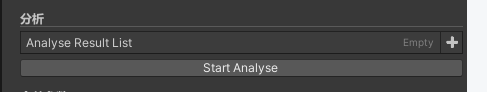 分析
Analyse Result List Empty +
Start Analyse